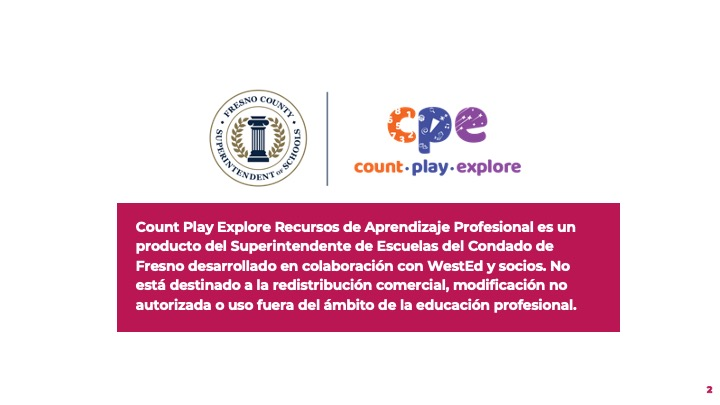 FRESNO COUNTY
SUPERINTENDENT OF SCHOOLS
cpe
count · play · explore
Count Play Explore Recursos de Aprendizaje Profesional es un
producto del Superintendente de Escuelas del Condado de
Fresno desarrollado en colaboración con WestEd y socios. No
está destinado a la redistribución comercial, modificación no
autorizada o uso fuera del ámbito de la educación profesional.
2